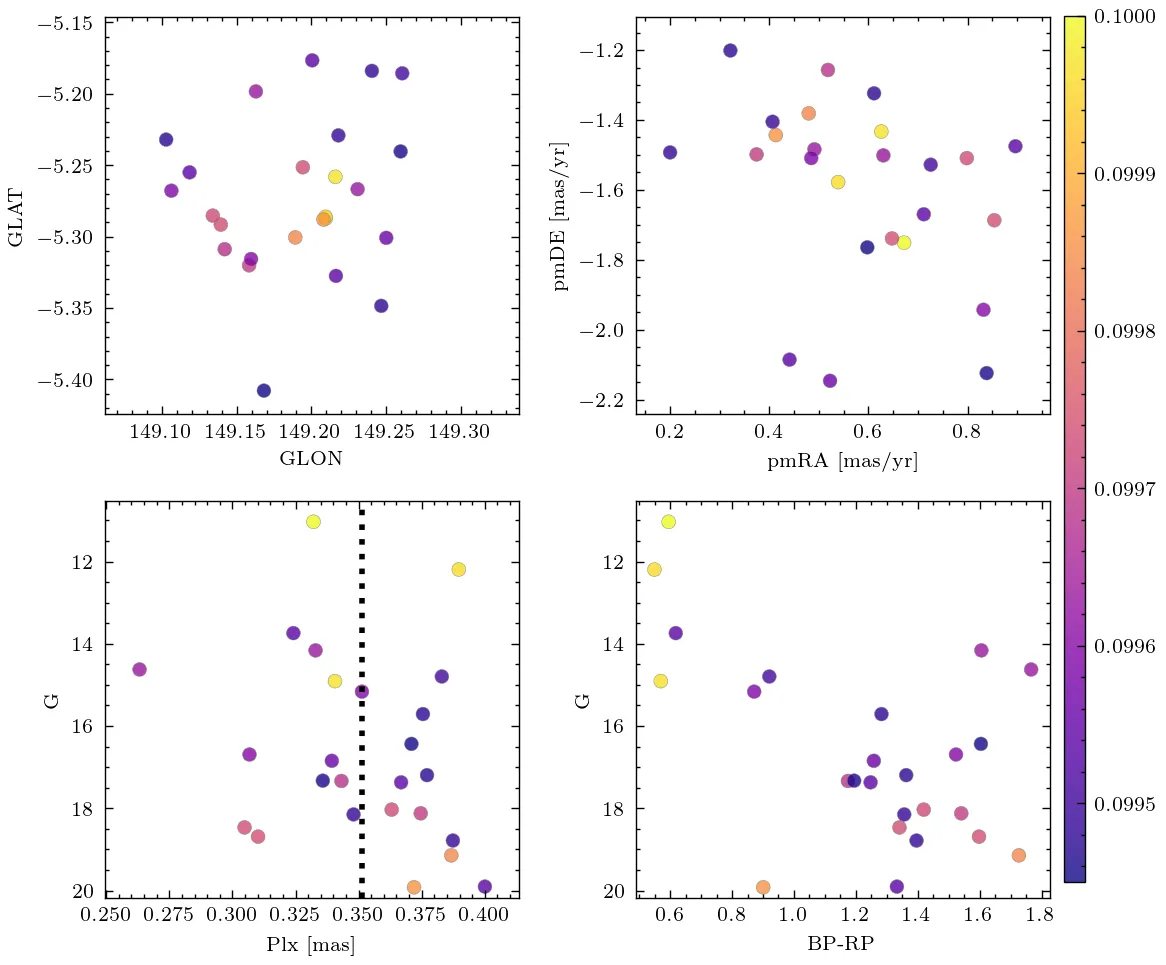 −5.15
−5.20
−5.25
−5.30
−5.35
−5.40
GLAT
149.10 149.15 149.20 149.25 149.30
GLON
−1.2
−1.4
−1.6
−1.8
−2.0
−2.2
pmDE [mas/yr]
0.2 0.4 0.6 0.8
pmRA [mas/yr]
0.1000
0.0999
0.0998
0.0997
0.0996
0.0995
12
14
16
18
20
G
0.250 0.275 0.300 0.325 0.350 0.375 0.400
Plx [mas]
12
14
16
18
20
G
0.6 0.8 1.0 1.2 1.4 1.6 1.8
BP-RP